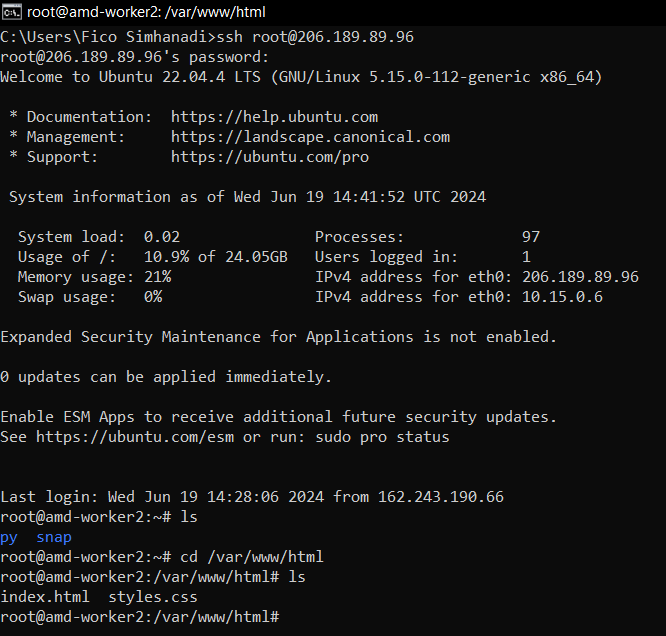 root@amd-worker2: /var/www/html
C:\Users\Fico Simhanadi>ssh root@206.189.89.96
root@206.189.89.96's password:
Welcome to Ubuntu 22.04.4 LTS (GNU/Linux 5.15.0-112-generic x86_64)
* Documentation:  https://help.ubuntu.com
* Management:     https://landscape.canonical.com
* Support:        https://ubuntu.com/pro
System information as of Wed Jun 19 14:41:52 UTC 2024
System load:  0.02               Processes:             97
Usage of /:   10.9% of 24.05GB   Users logged in:       1
Memory usage: 21%                IPv4 address for eth0: 206.189.89.96
Swap usage:   0%                 IPv4 address for eth0: 10.15.0.6
Expanded Security Maintenance for Applications is not enabled.
0 updates can be applied immediately.
Enable ESM Apps to receive additional future security updates.
See https://ubuntu.com/esm or run: sudo pro status
Last login: Wed Jun 19 14:28:06 2024 from 162.243.190.66
root@amd-worker2:~# ls
py  snap
root@amd-worker2:~# cd /var/www/html
root@amd-worker2:/var/www/html# ls
index.html  styles.css
root@amd-worker2:/var/www/html#